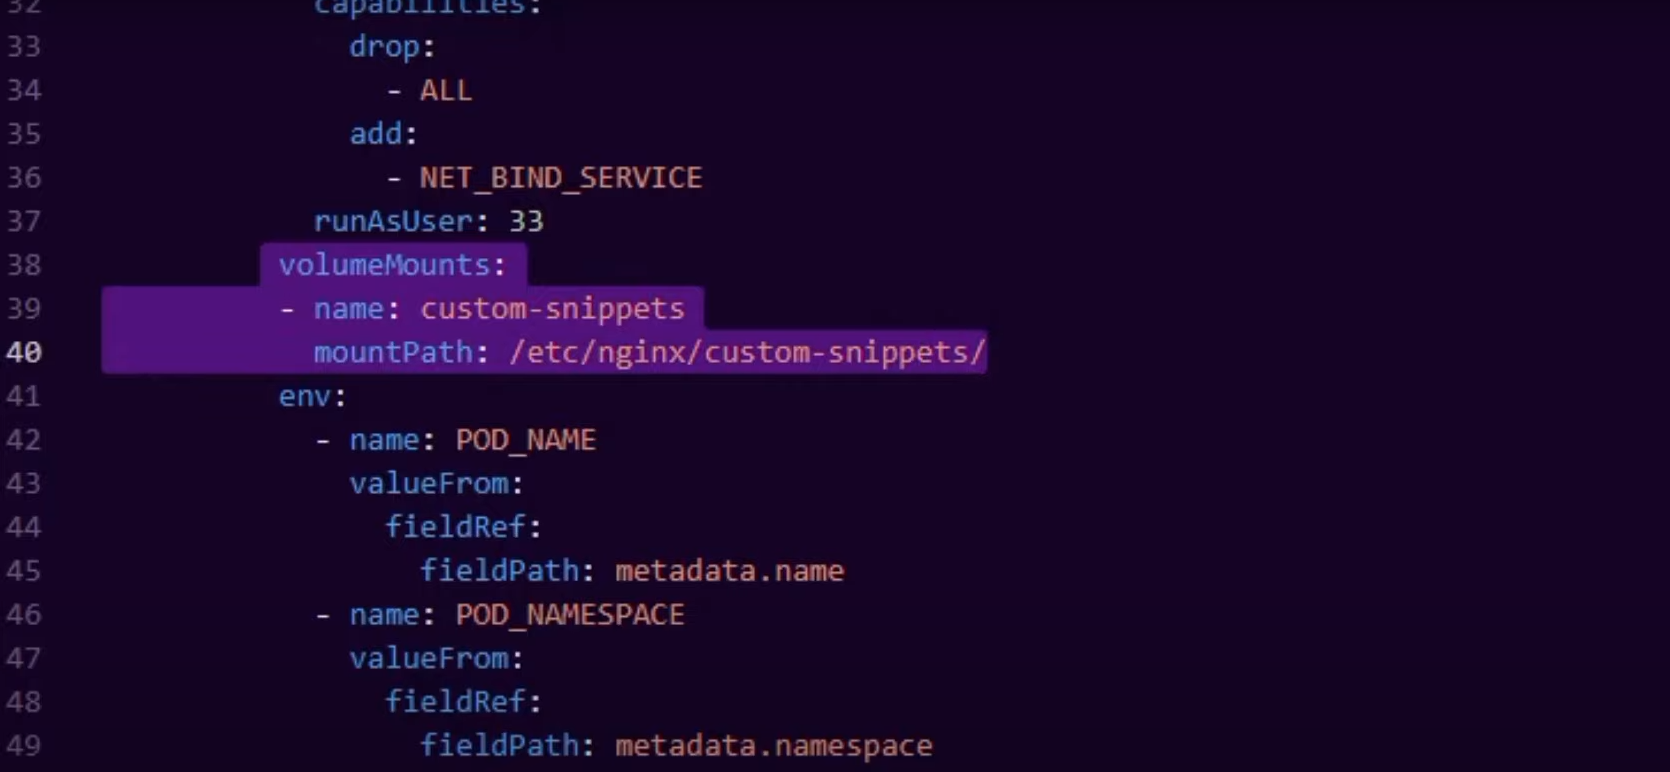 32 capabilities:
33 drop:
34 - ALL
35 add:
36 - NET_BIND_SERVICE
37 runAsUser: 33
38 volumeMounts:
39 - name: custom-snippets
40 mountPath: /etc/nginx/custom-snippets/
41 env:
42 - name: POD_NAME
43 valueFrom:
44 fieldRef:
45 fieldPath: metadata.name
46 - name: POD_NAMESPACE
47 valueFrom:
48 fieldRef:
49 fieldPath: metadata.namespace